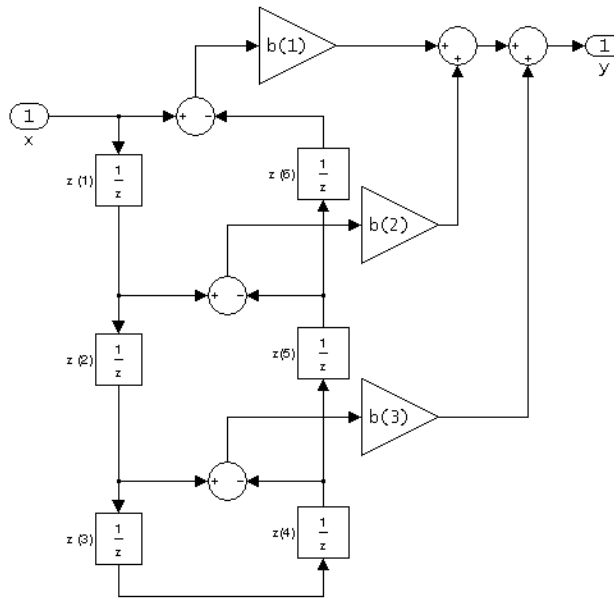 b(1)
+
+
+
1
y
1
x
+
-
z(1)
1
z
z(6)
1
z
b(2)
+
-
z(2)
1
z
z(5)
1
z
b(3)
+
-
z(3)
1
z
z(4)
1
z